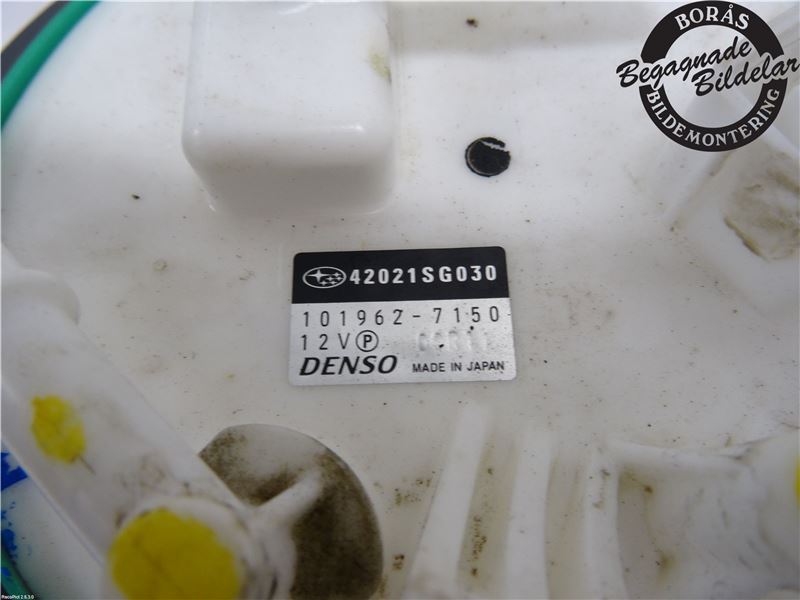 BORÅS
Begagnade
Bildelar
BILDEMONTERING
42021SG030
101962-7150
12V P
DENSO MADE IN JAPAN